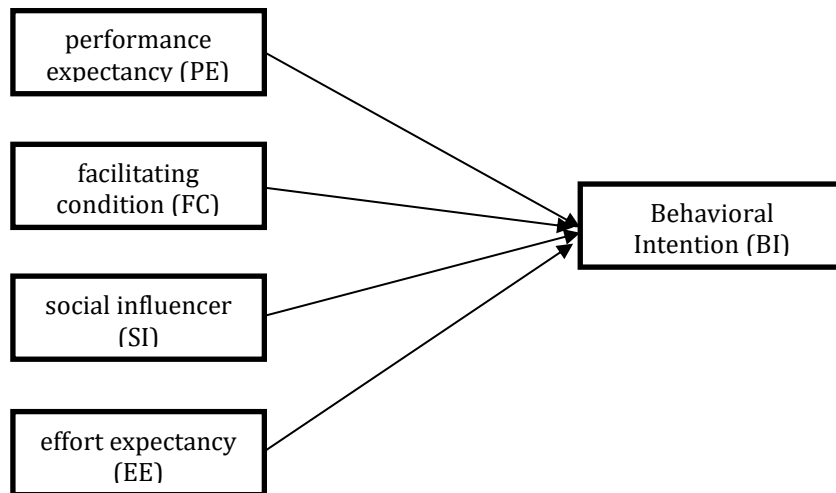 performance
expectancy (PE)
facilitating
condition (FC)
social influencer
(SI)
effort expectancy
(EE)
Behavioral
Intention (BI)